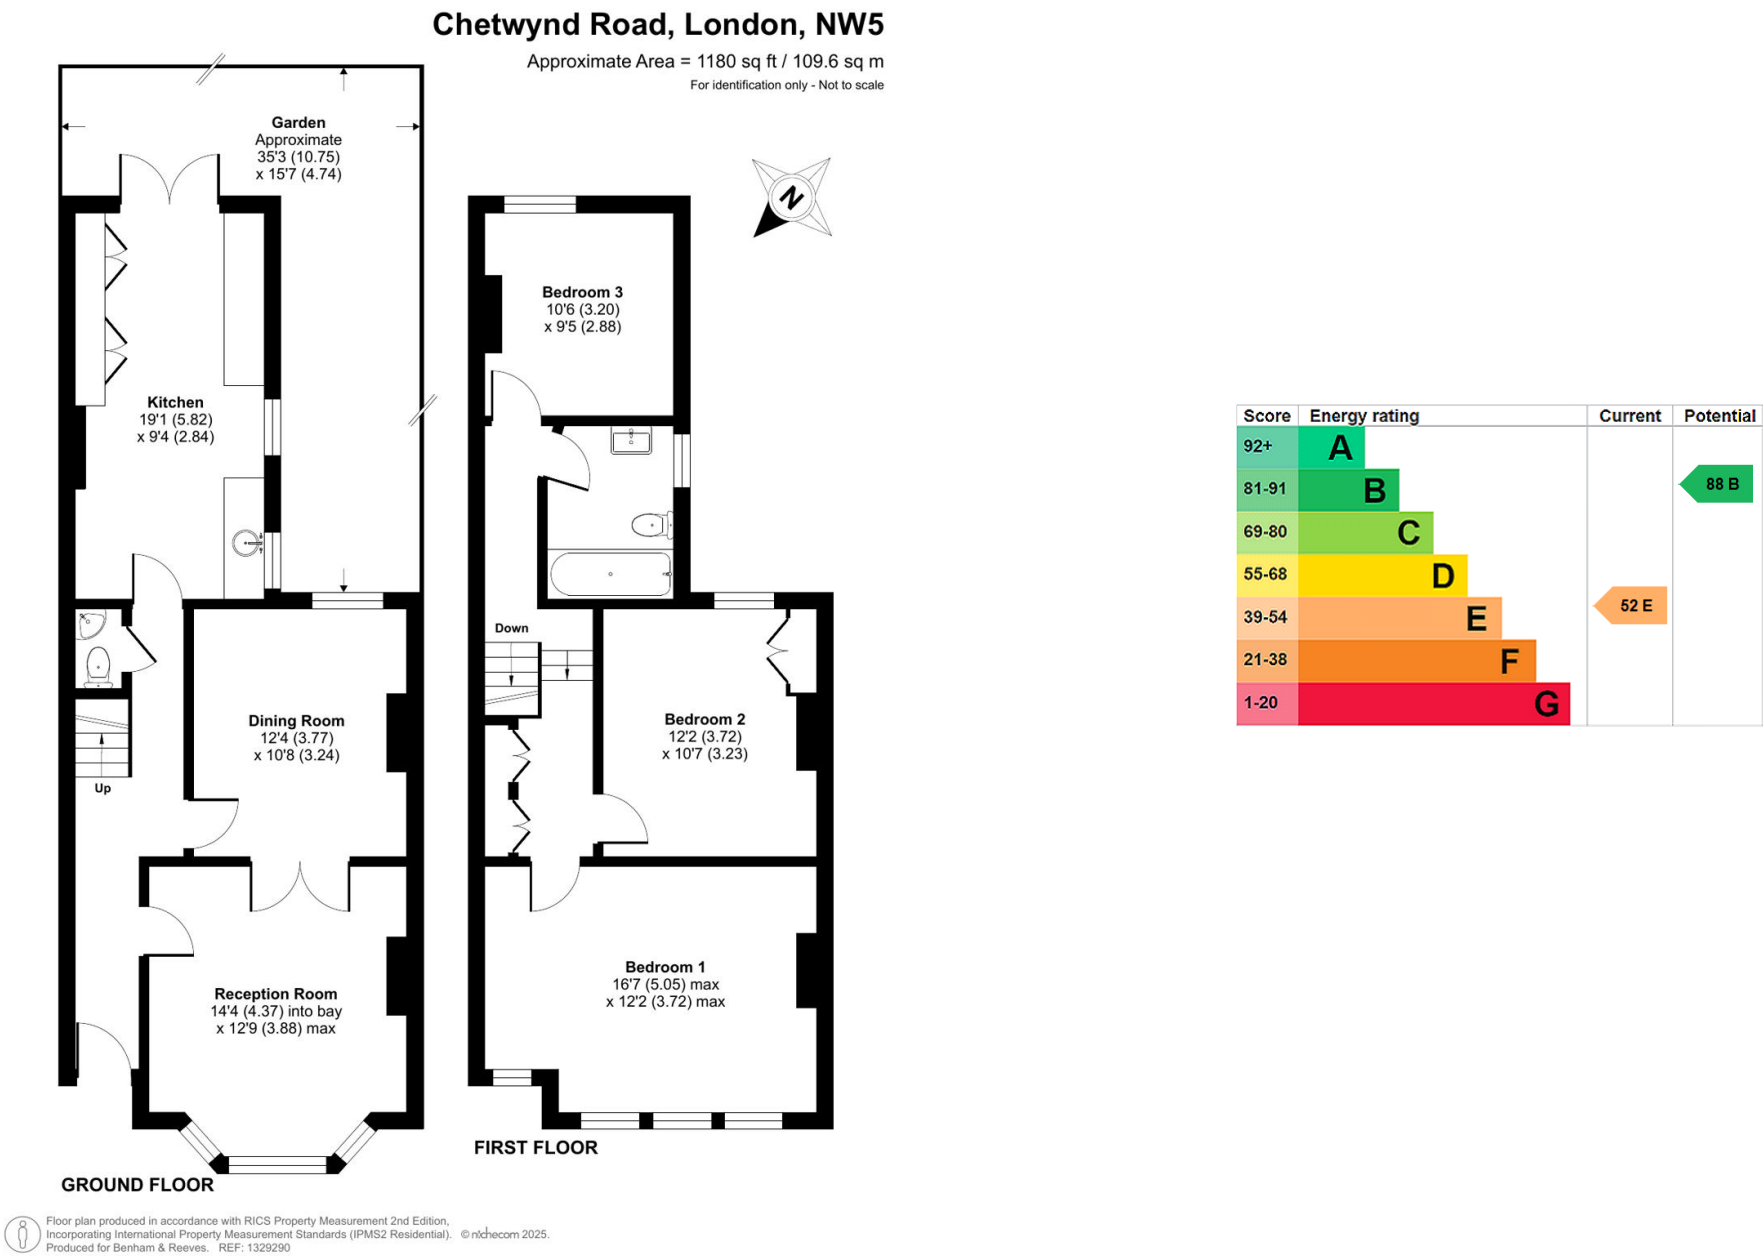 Chetwynd Road, London, NW5
Approximate Area = 1180 sq ft / 109.6 sq m
For identification only - Not to scale
Garden
Approximate
35'3 (10.75)
x 15'7 (4.74)
N
Kitchen
19'1 (5.82)
x 9'4 (2.84)
Dining Room
12'4 (3.77)
x 10'8 (3.24)
Up
Reception Room
14'4 (4.37) into bay
x 12'9 (3.88) max
GROUND FLOOR
Bedroom 3
10'6 (3.20)
x 9'5 (2.88)
Down
Bedroom 2
12'2 (3.72)
x 10'7 (3.23)
Bedroom 1
16'7 (5.05) max
x 12'2 (3.72) max
FIRST FLOOR
Score Energy rating Current Potential
92+ A
81-91 B 88 B
69-80 C
55-68 D
39-54 E 52 E
21-38 F
1-20 G
Floor plan produced in accordance with RICS Property Measurement 2nd Edition,
Incorporating International Property Measurement Standards (IPMS2 Residential). © nichecom 2025.
Produced for Benham & Reeves. REF: 1329290